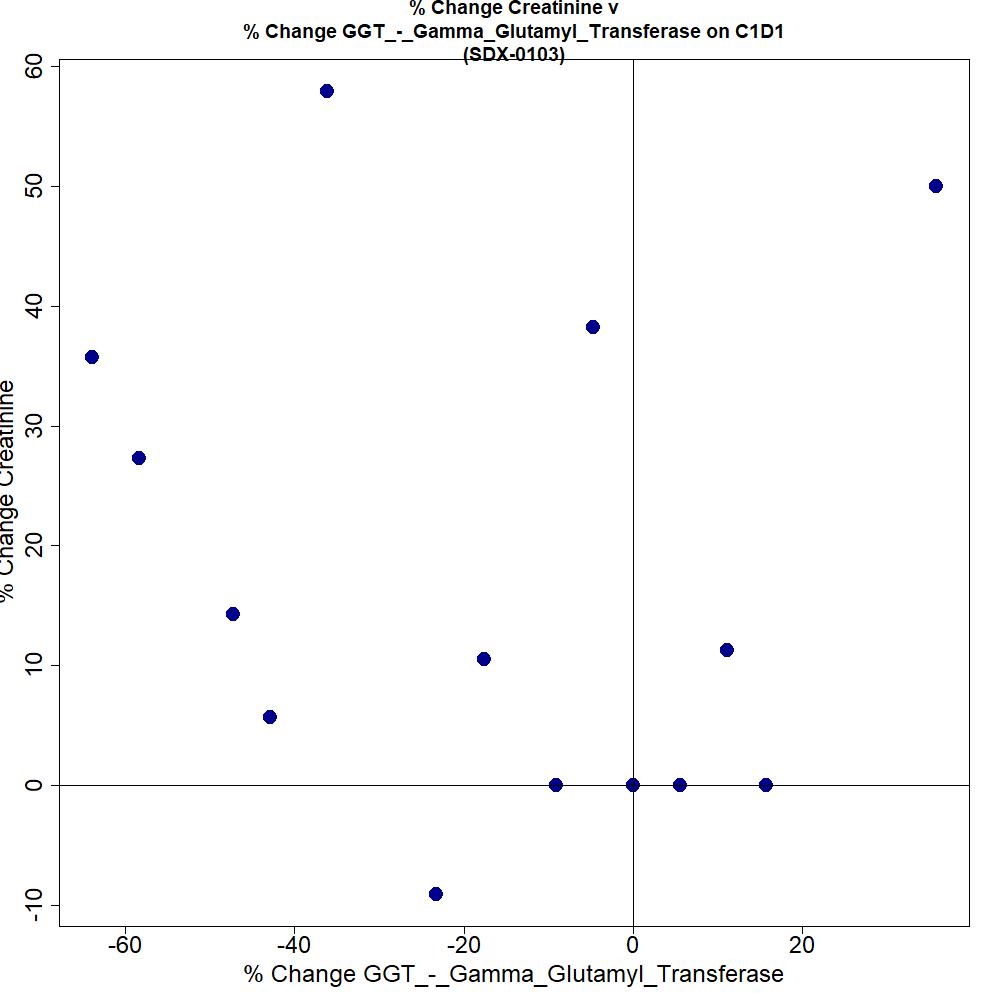 % Change Creatinine v
% Change GGT_-_Gamma_Glutamyl_Transferase on C1D1
(SDX-0103)
% Change Creatinine
60
50
40
30
20
10
0
-10
-60
-40
-20
0
20
% Change GGT_-_Gamma_Glutamyl_Transferase